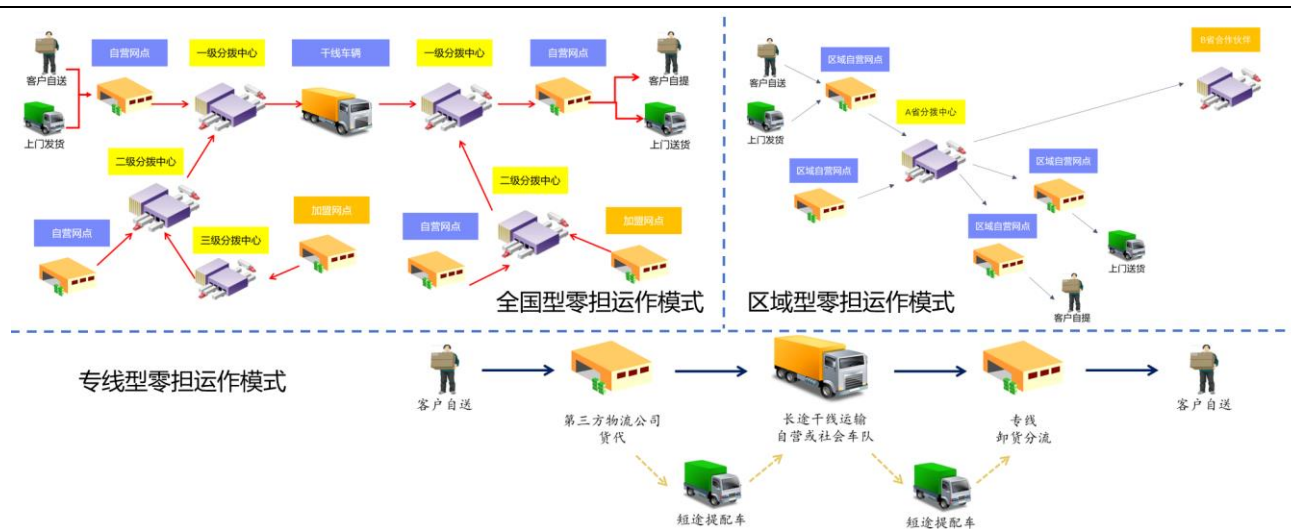 自营网点
一级分拨中心
干线车辆
一级分拨中心
自营网点
客户自送
上门发货
客户自提
上门送货
二级分拨中心
自营网点
三级分拨中心
加盟网点
二级分拨中心
自营网点
加盟网点
全国型零担运作模式
B省合作伙伴
区域自营网点
客户自送
上门发货
A省分拨中心
区域自营网点
区域自营网点
区域自营网点
上门送货
客户自提
区域型零担运作模式
专线型零担运作模式
客户自送
第三方物流公司
货代
长途干线运输
自营或社会车队
专线
卸货分流
客户自送
短途提配车
短途提配车